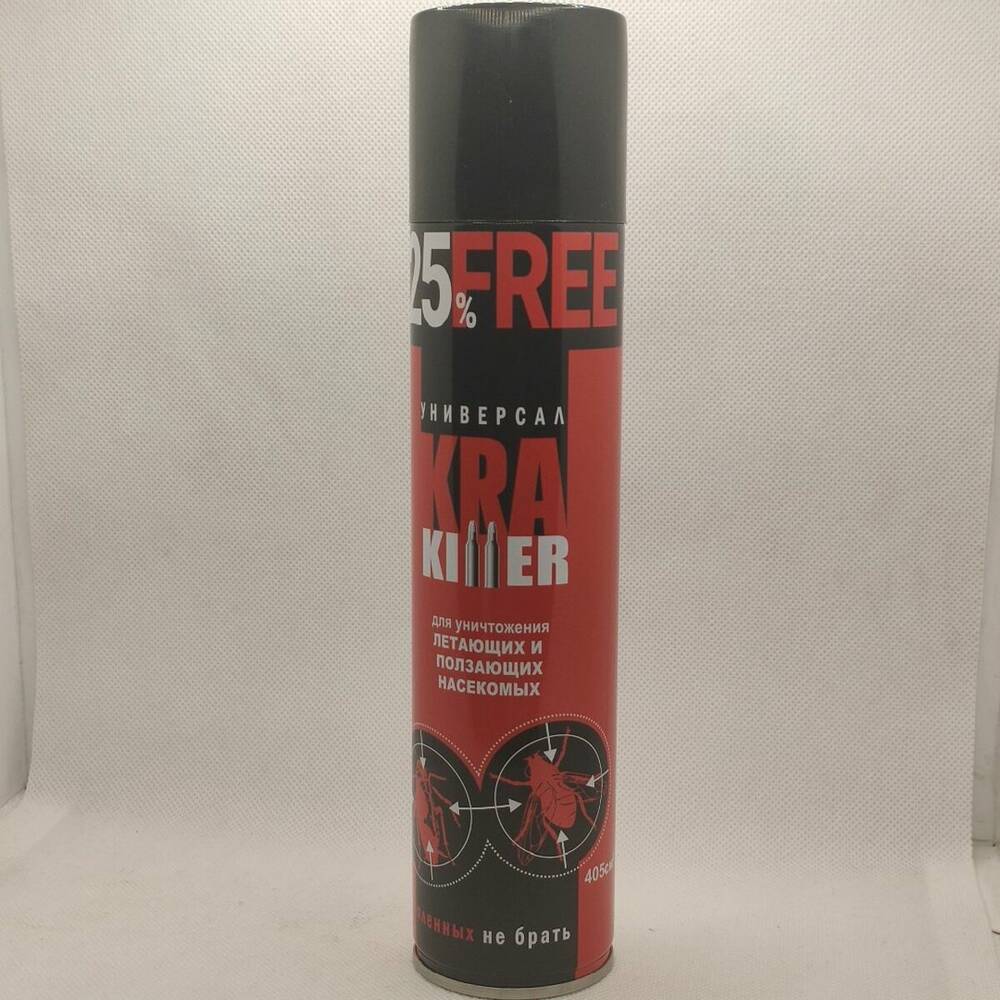 25% FREE
УНИВЕРСАЛ
KRA
KILLER
для уничтожения
ЛЕТАЮЩИХ И
ПОЛЗАЮЩИХ
НАСЕКОМЫХ
не брать